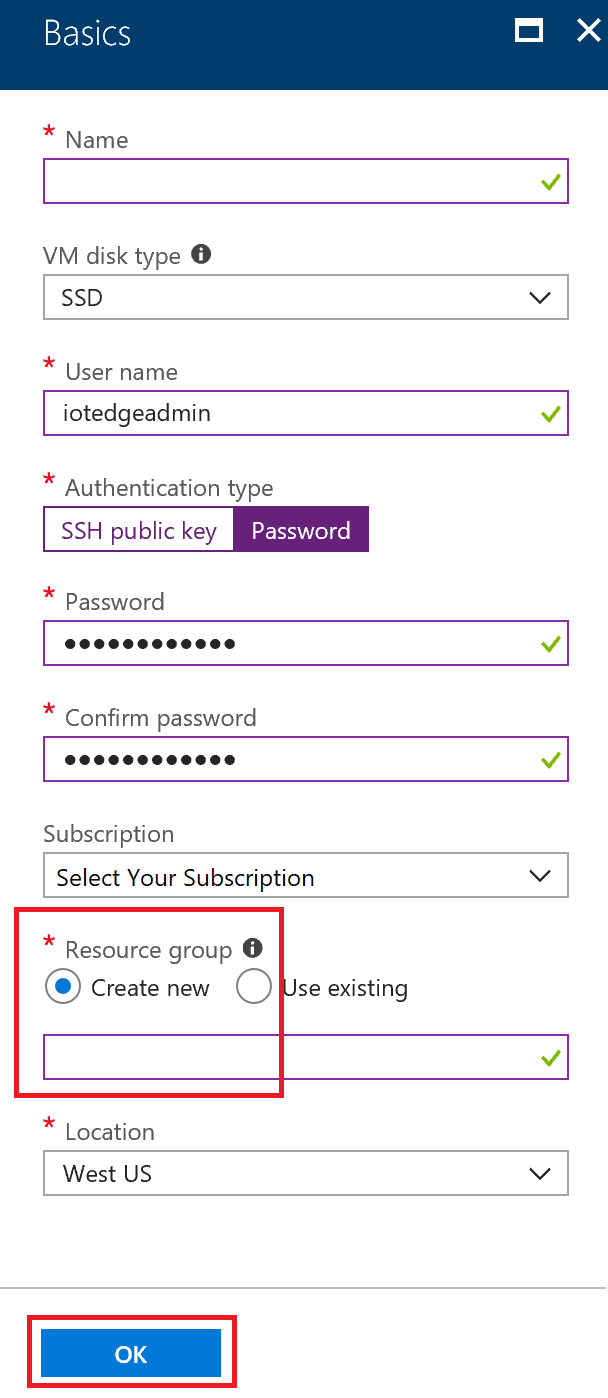 Basics
* Name
VM disk type
SSD
* User name
iotedgeadmin
* Authentication type
SSH public key Password
* Password
••••••••••••
* Confirm password
••••••••••••
Subscription
Select Your Subscription
* Resource group
Create new Use existing
* Location
West US
OK